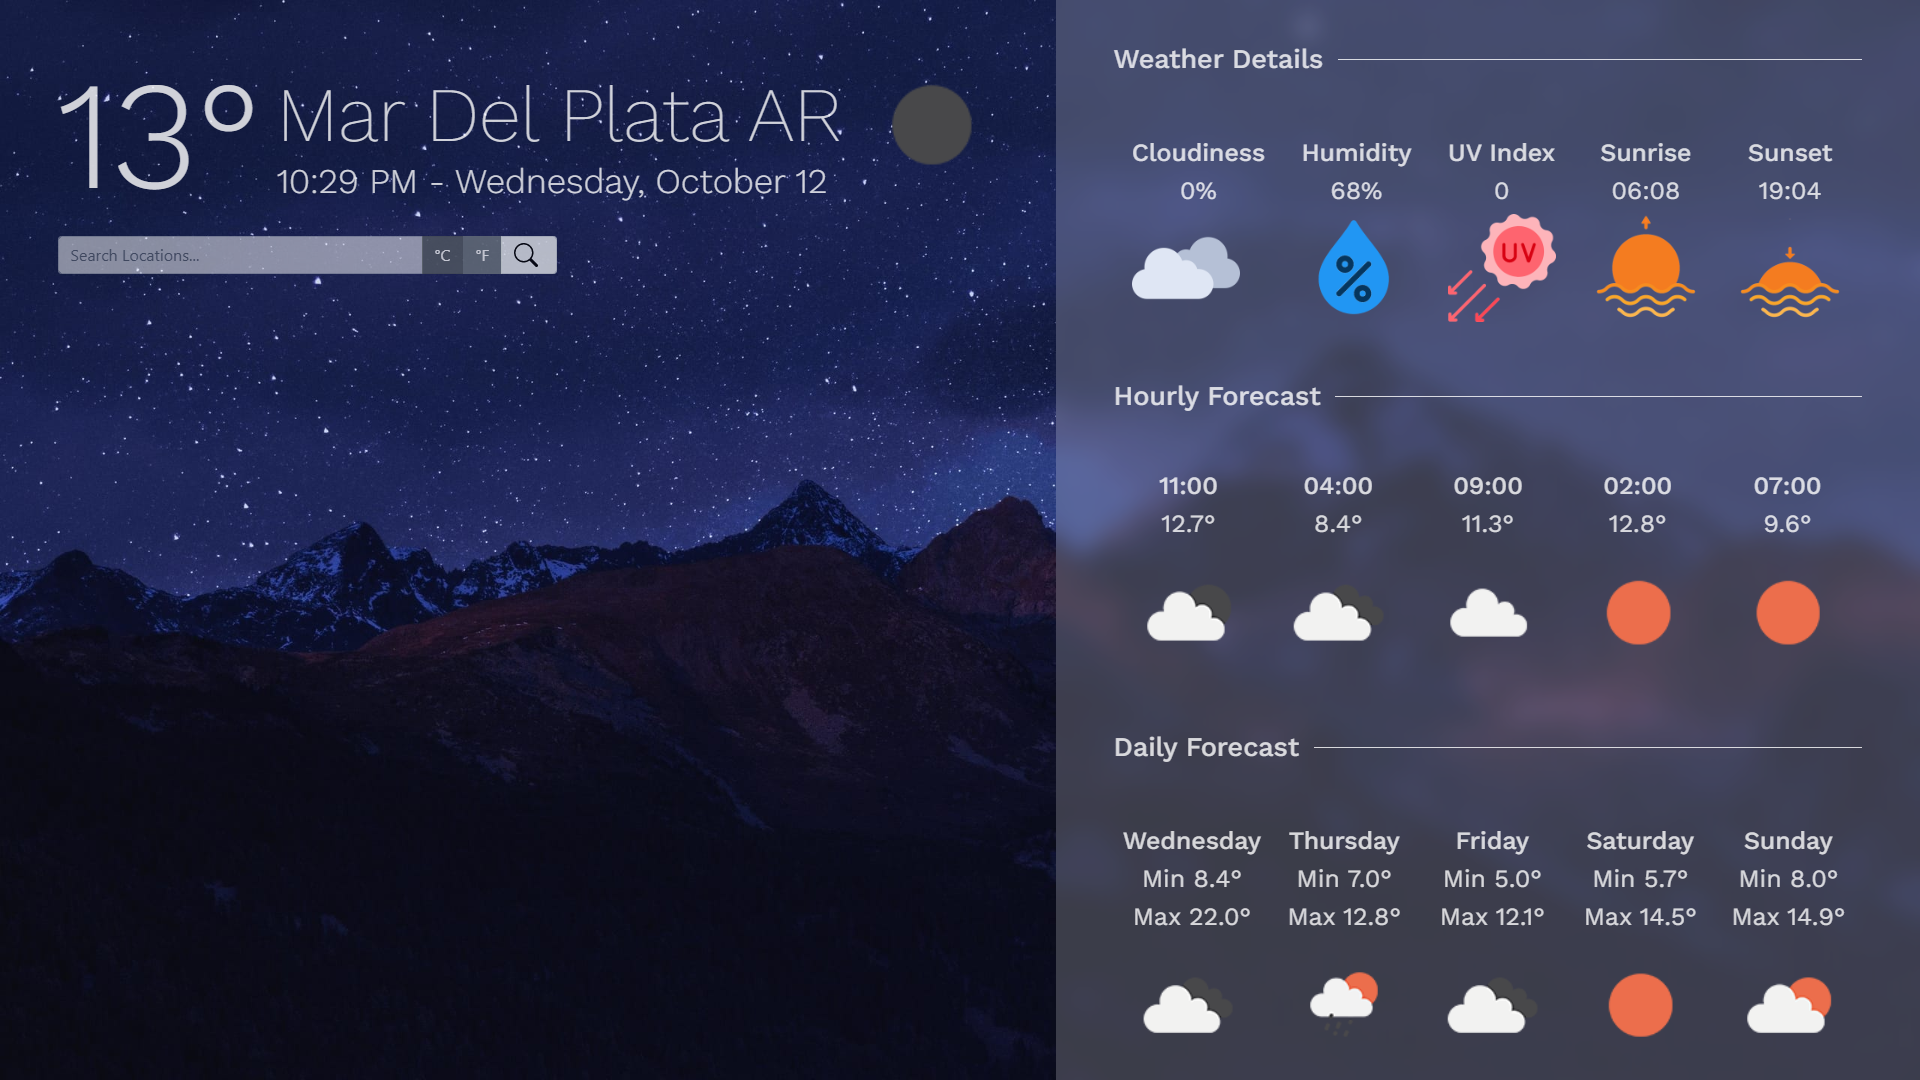 13°
Mar Del Plata AR
10:29 PM - Wednesday, October 12
Search Locations...
°C
°F
Weather Details
Cloudiness
0%
Humidity
68%
UV Index
0
UV
Sunrise
06:08
Sunset
19:04
Hourly Forecast
11:00
12.7°
04:00
8.4°
09:00
11.3°
02:00
12.8°
07:00
9.6°
Daily Forecast
Wednesday
Min 8.4°
Max 22.0°
Thursday
Min 7.0°
Max 12.8°
Friday
Min 5.0°
Max 12.1°
Saturday
Min 5.7°
Max 14.5°
Sunday
Min 8.0°
Max 14.9°